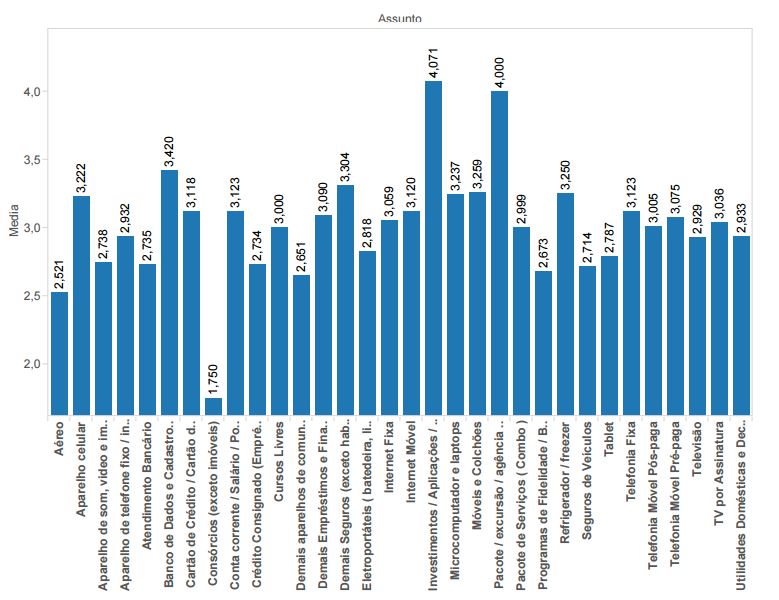 Assunto
Media
4,0
3,5
3,0
2,5
2,0
2,521
3,222
2,738
2,932
2,735
3,420
3,118
1,750
3,123
2,734
3,000
2,651
3,090
3,304
2,818
3,059
3,120
4,071
3,237
3,259
4,000
2,999
2,673
3,250
2,714
2,787
3,123
3,005
3,075
2,929
3,036
2,933
Aéreo
Aparelho celular
Aparelho de som, vídeo e im..
Aparelho de telefone fixo / in..
Atendimento Bancário
Banco de Dados e Cadastro..
Cartão de Crédito / Cartão d..
Consórcios (exceto imóveis)
Conta corrente / Salário / Po..
Crédito Consignado (Empré..
Cursos Livres
Demais aparelhos de comun..
Demais Empréstimos e Fina..
Demais Seguros (exceto hab..
Eletroportáteis ( batedeira, li..
Internet Fixa
Internet Móvel
Investimentos / Aplicações / ..
Microcomputador e laptops
Móveis e Colchões
Pacote / excursão / agência ..
Pacote de Serviços ( Combo )
Programas de Fidelidade / B..
Refrigerador / freezer
Seguros de Veículos
Tablet
Telefonia Fixa
Telefonia Móvel Pós-paga
Telefonia Móvel Pré-paga
Televisão
TV por Assinatura
Utilidades Domésticas e Dec..